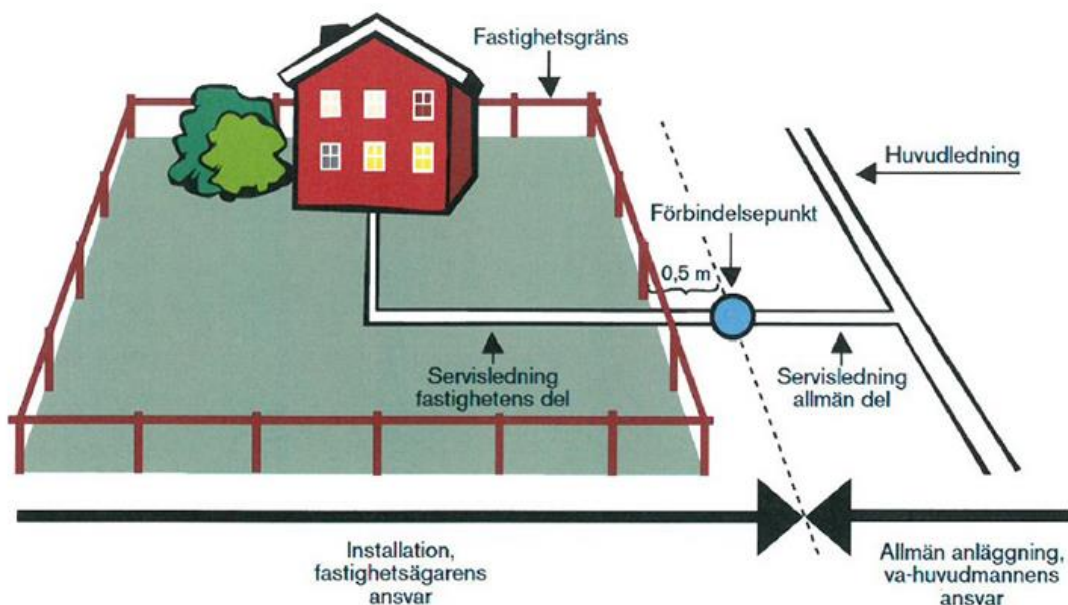 Fastighetsgräns
Huvudledning
Förbindelsepunkt
0,5 m
Servisledning
fastighetens del
Servisledning
allmän del
Installation,
fastighetsägarens
ansvar
Allmän anläggning,
va-huvudmannens
ansvar